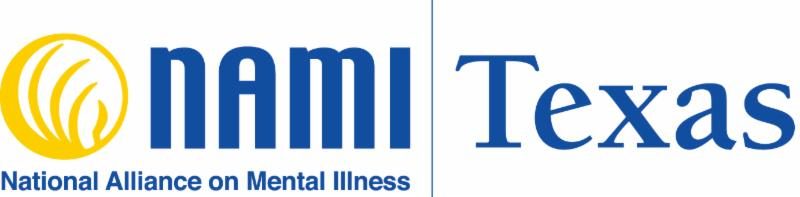 NAMI
National Alliance on Mental Illness
Texas